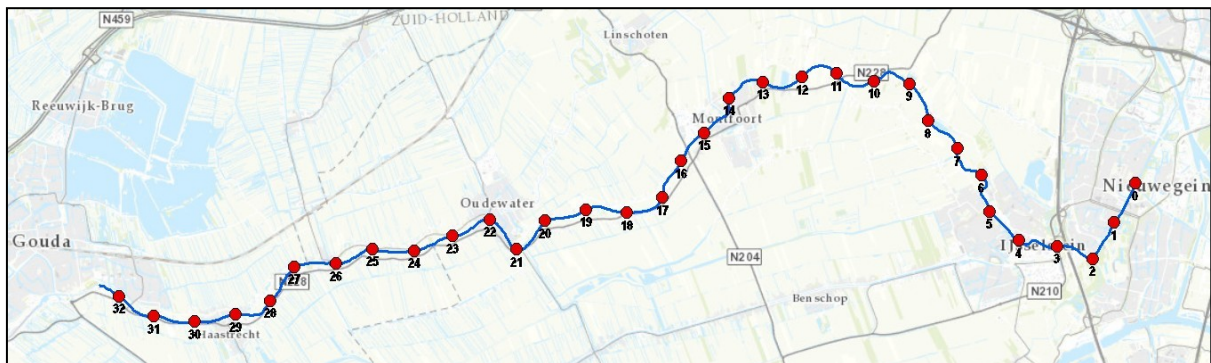 N459
ZUID-HOLLAND
Linschoten
N228
Reeuwijk-Brug
13
12
11
10
9
14
Montfoort
15
8
7
16
6
Nieuwegein
0
Oudewater
17
5
22
20
19
18
1
Gouda
23
21
4
IJsselstein
3
2
25
24
26
27
N204
N228
N210
Benschop
32
28
31
30
29
Haastrecht